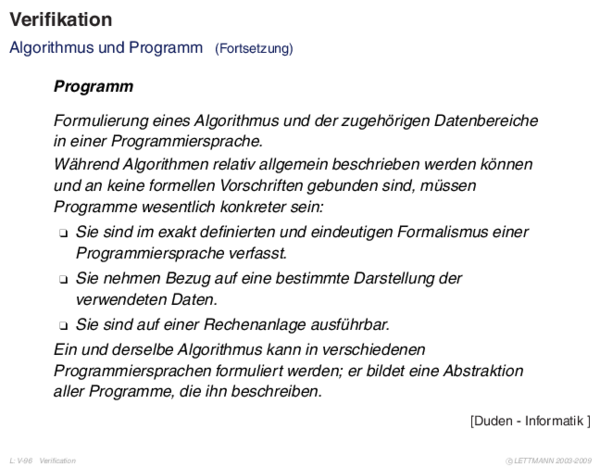 Verifikation
Algorithmus und Programm (Fortsetzung)
Programm
Formulierung eines Algorithmus und der zugehörigen Datenbereiche
in einer Programmiersprache.
Während Algorithmen relativ allgemein beschrieben werden können
und an keine formellen Vorschriften gebunden sind, müssen
Programme wesentlich konkreter sein:
❑ Sie sind im exakt definierten und eindeutigen Formalismus einer
Programmiersprache verfasst.
❑ Sie nehmen Bezug auf eine bestimmte Darstellung der
verwendeten Daten.
❑ Sie sind auf einer Rechenanlage ausführbar.
Ein und derselbe Algorithmus kann in verschiedenen
Programmiersprachen formuliert werden; er bildet eine Abstraktion
aller Programme, die ihn beschreiben.
[Duden - Informatik ]
Verification © LETTMANN 2003-2009